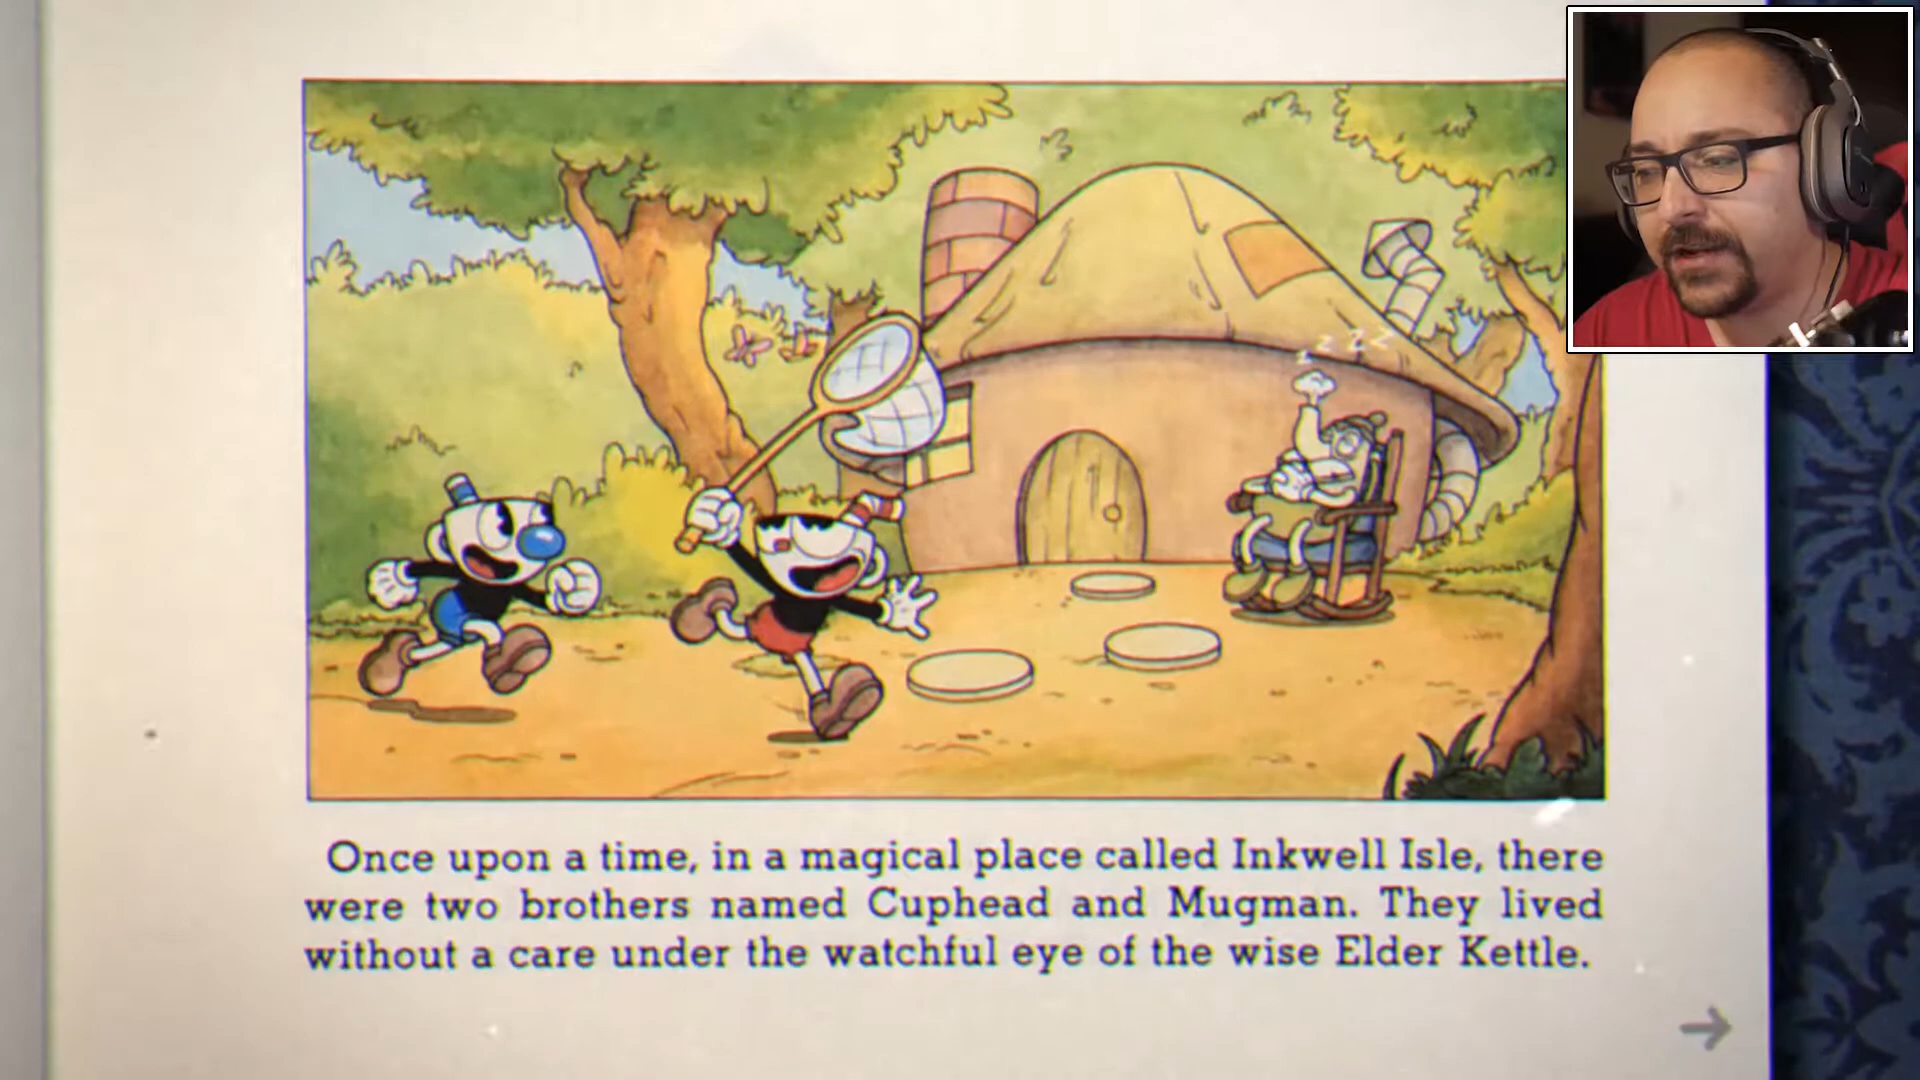 z z z z
Once upon a time, in a magical place called Inkwell Isle, there
were two brothers named Cuphead and Mugman. They lived
without a care under the watchful eye of the wise Elder Kettle.